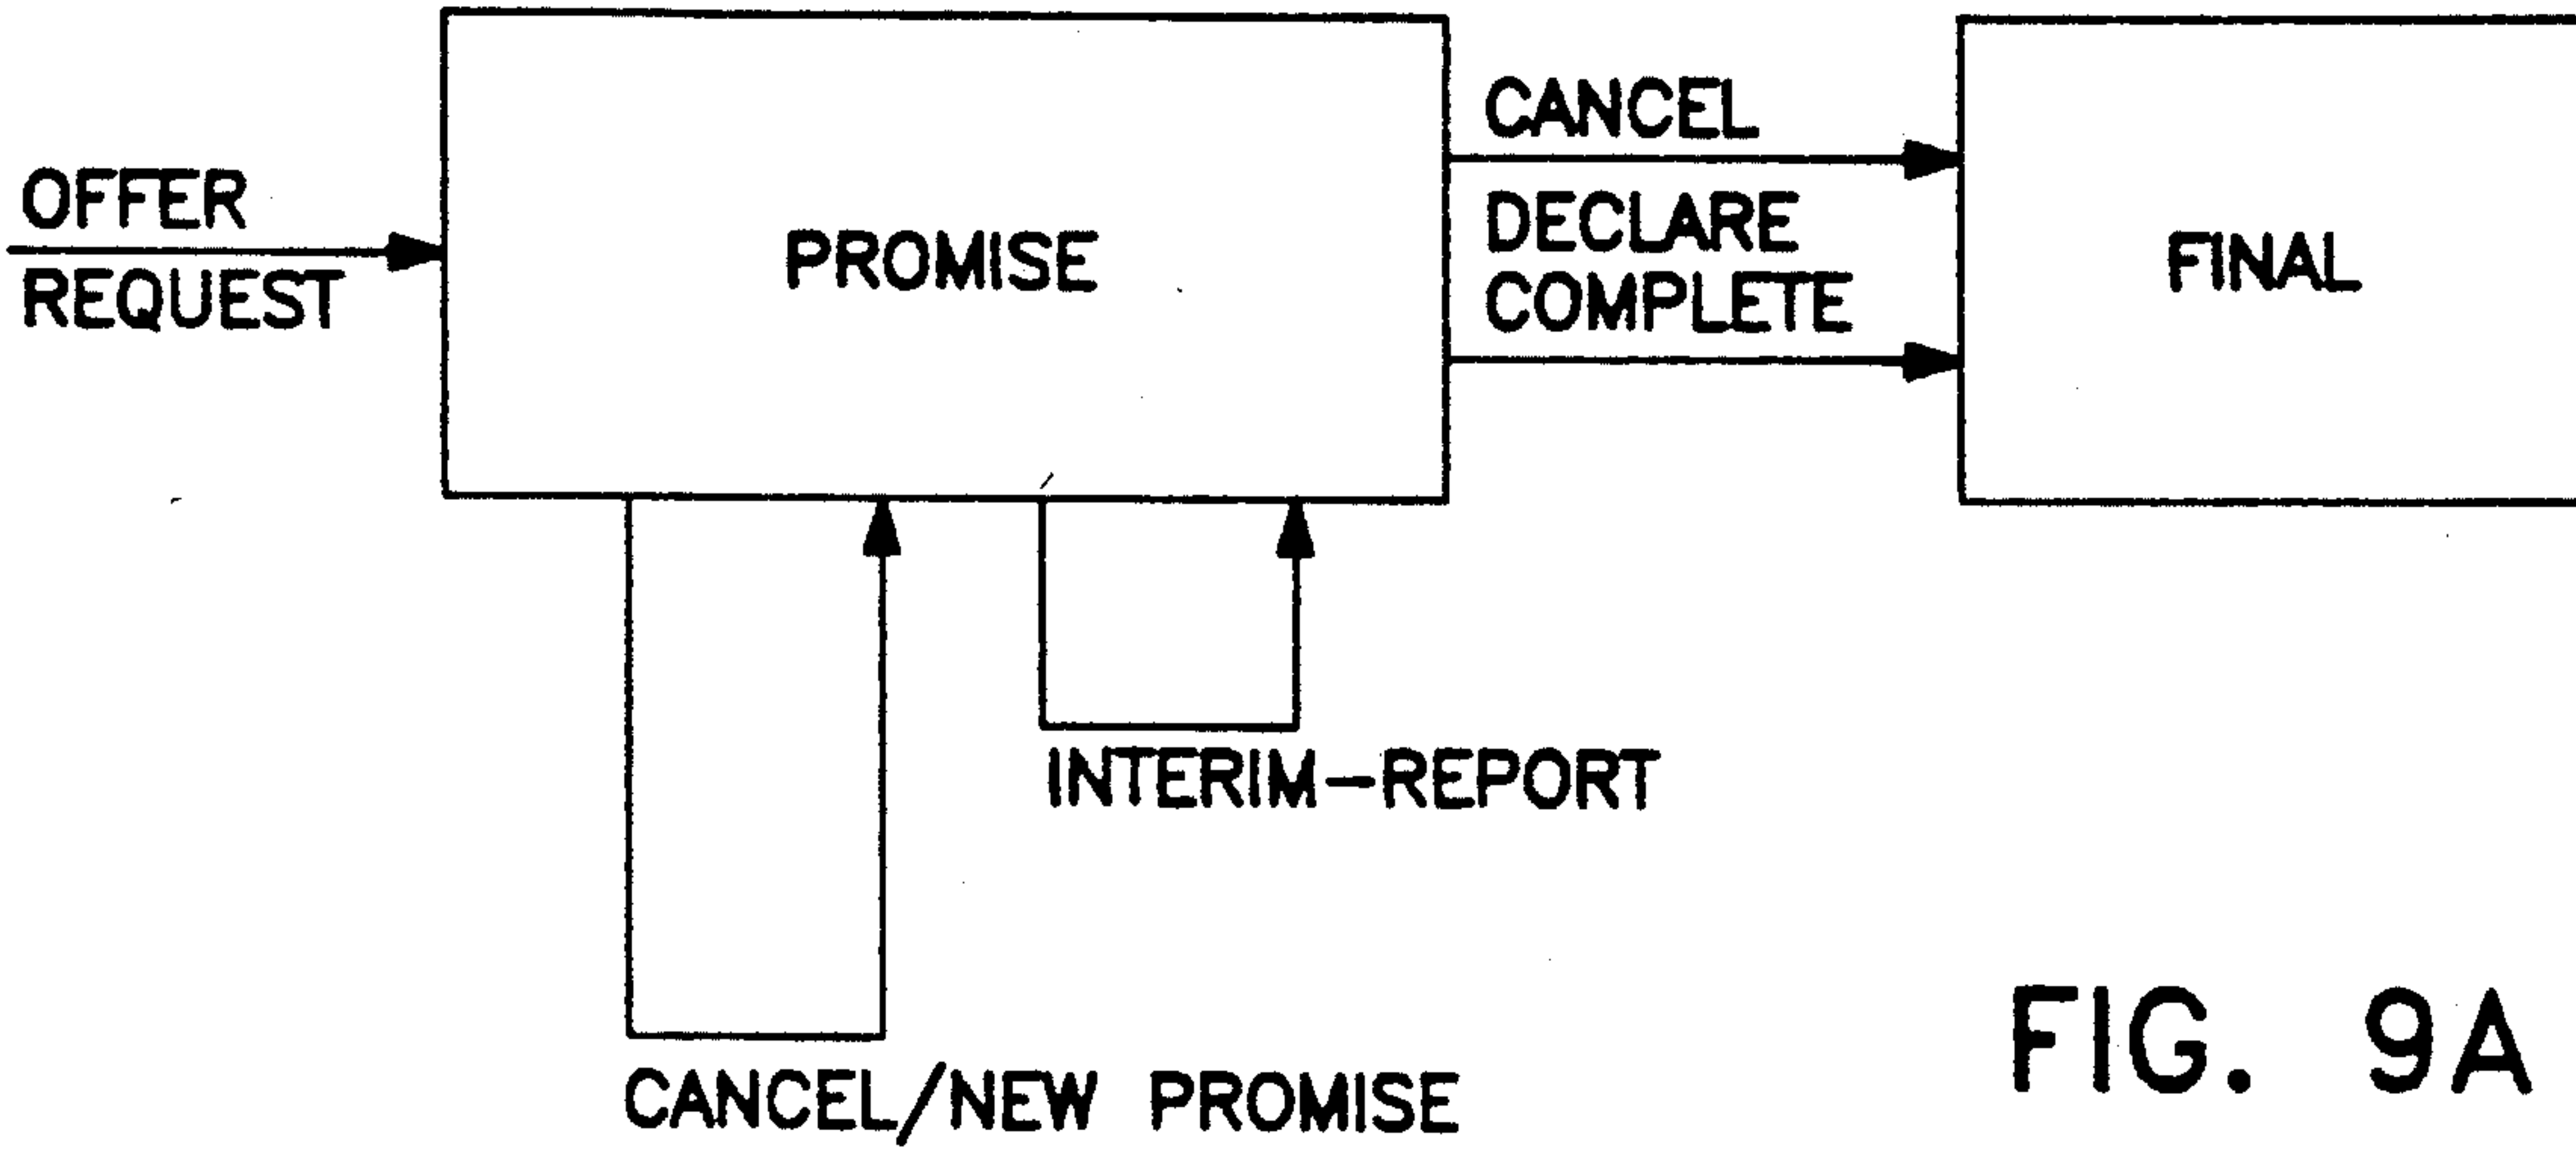 OFFER
REQUEST
PROMISE
CANCEL
DECLARE
COMPLETE
FINAL
INTERIM-REPORT
CANCEL/NEW PROMISE
FIG. 9A